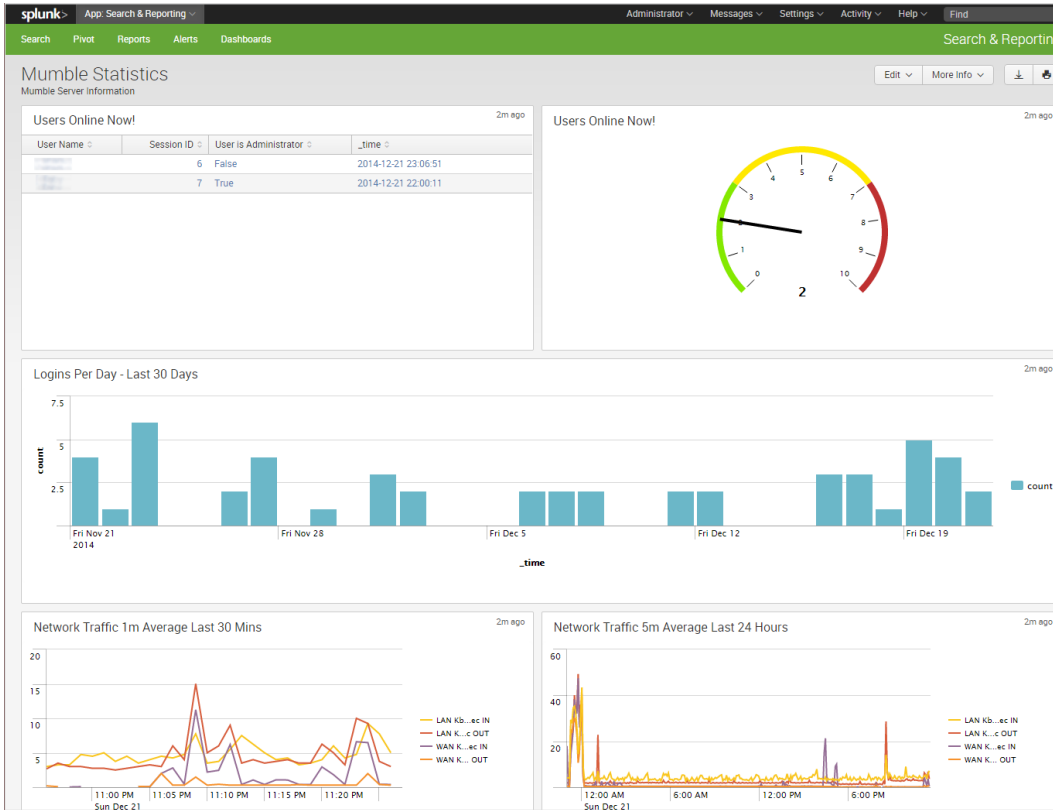 splunk> App: Search & Reporting Administrator Messages Settings Activity Help Find
Search Pivot Reports Alerts Dashboards Search & Reportin
Mumble Statistics Edit More Info
Mumble Server Information
Users Online Now! 2m ago
User Name Session ID User is Administrator _time
6 False 2014-12-21 23:06:51
7 True 2014-12-21 22:00:11
Users Online Now! 2m ago
0 1 3 4 5 6 7 8 9 10
2
Logins Per Day - Last 30 Days 2m ago
7.5
5
2.5
count
count
Fri Nov 21 Fri Nov 28 Fri Dec 5 Fri Dec 12 Fri Dec 19
2014
_time
Network Traffic 1m Average Last 30 Mins 2m ago
20
15
10
5
LAN Kb...ec IN
LAN K...c OUT
WAN K...ec IN
WAN K... OUT
11:00 PM 11:05 PM 11:10 PM 11:15 PM 11:20 PM
Sun Dec 21
Network Traffic 5m Average Last 24 Hours 2m ago
60
40
20
LAN Kb...ec IN
LAN K...c OUT
WAN K...ec IN
WAN K... OUT
12:00 AM 6:00 AM 12:00 PM 6:00 PM
Sun Dec 21